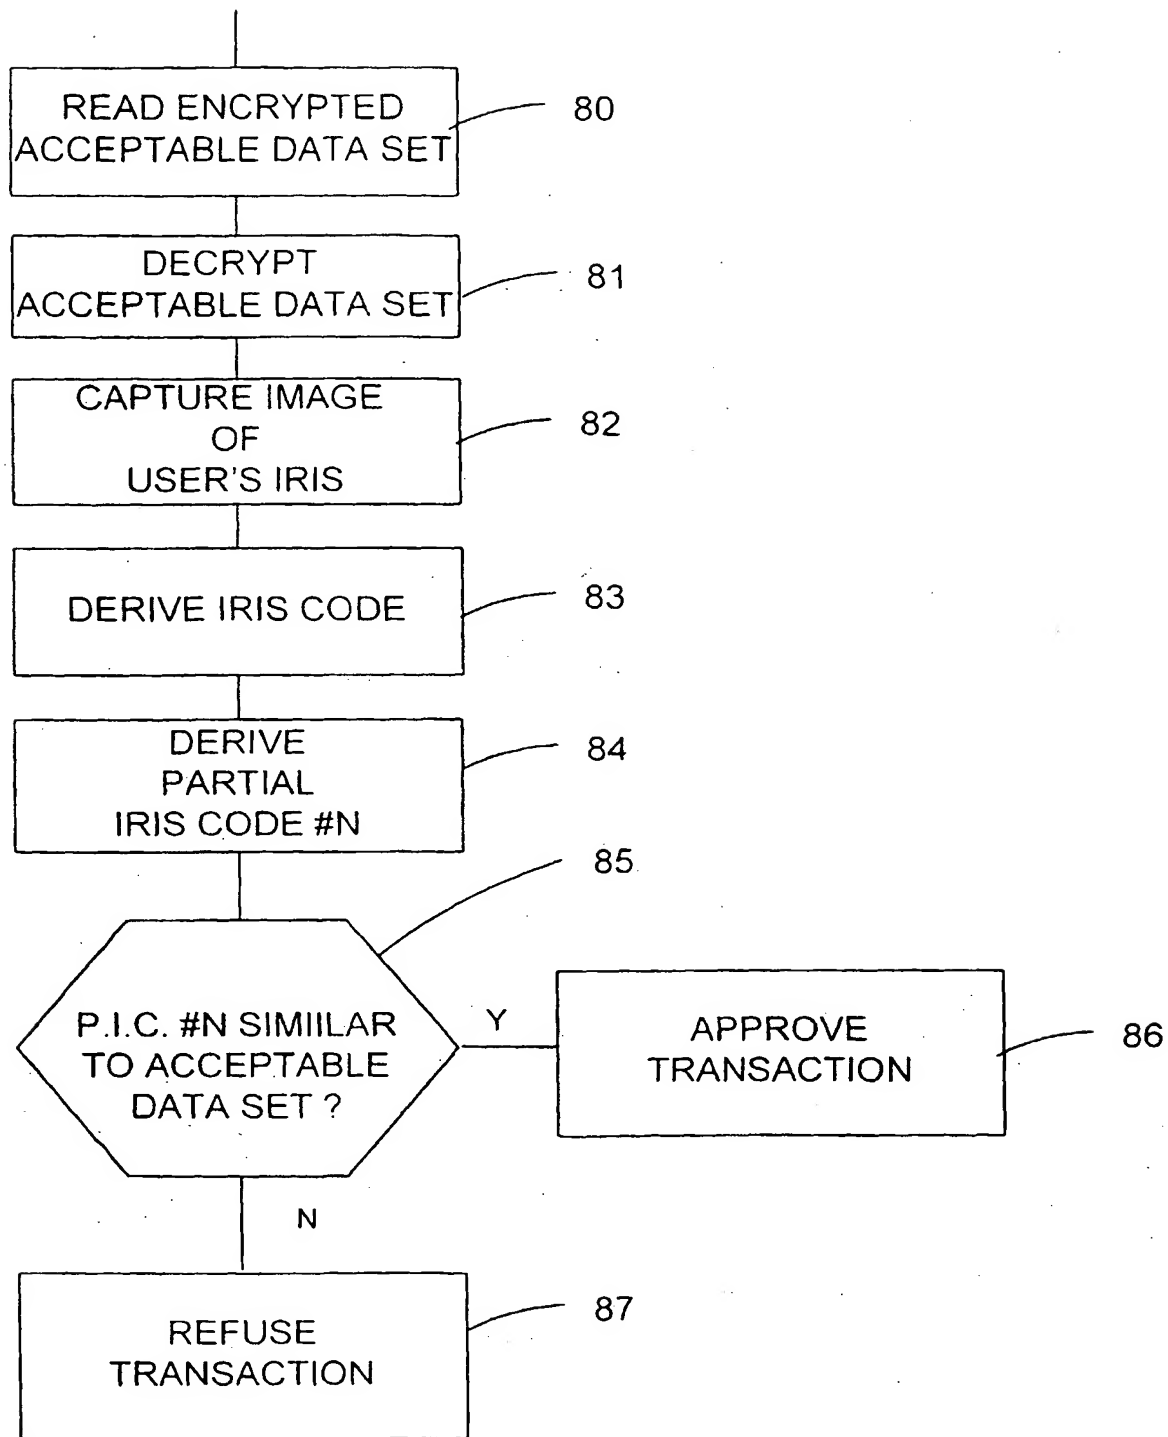 READ ENCRYPTED
ACCEPTABLE DATA SET
80
DECRYPT
ACCEPTABLE DATA SET
81
CAPTURE IMAGE
OF
USER'S IRIS
82
DERIVE IRIS CODE
83
DERIVE
PARTIAL
IRIS CODE #N
84
85
P.I.C. #N SIMIILAR
TO ACCEPTABLE
DATA SET ?
Y
APPROVE
TRANSACTION
86
N
REFUSE
TRANSACTION
87